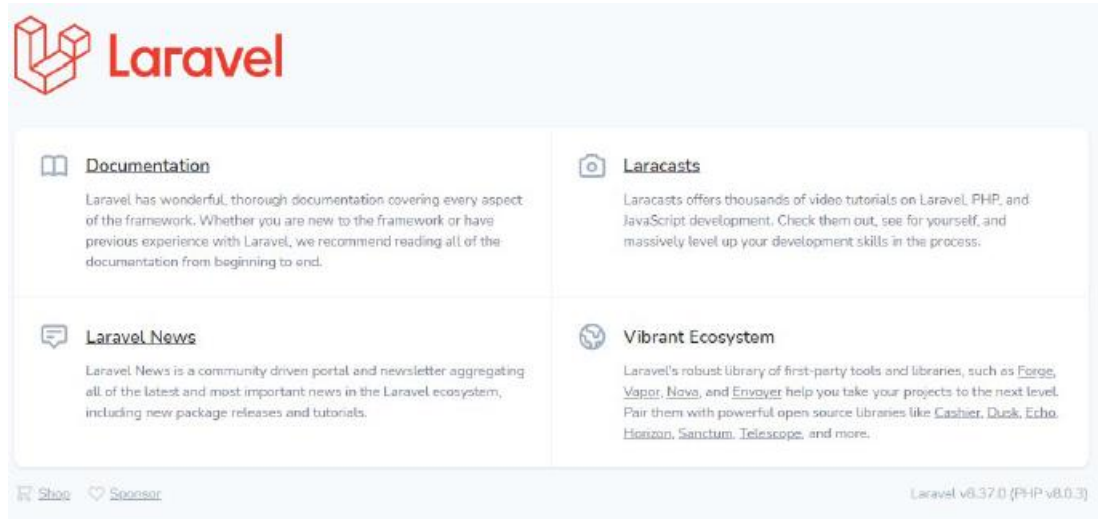 Laravel
Documentation
Laravel has wonderful, thorough documentation covering every aspect
of the framework. Whether you are new to the framework or have
previous experience with Laravel, we recommend reading all of the
documentation from beginning to end.
Laracasts
Laracasts offers thousands of video tutorials on Laravel, PHP, and
JavaScript development. Check them out, see for yourself, and
massively level up your development skills in the process.
Laravel News
Laravel News is a community driven portal and newsletter aggregating
all of the latest and most important news in the Laravel ecosystem,
including new package releases and tutorials.
Vibrant Ecosystem
Laravel's robust library of first-party tools and libraries, such as Forge,
Vapor, Nova, and Envoyer help you take your projects to the next level.
Pair them with powerful open source libraries like Cashier, Dusk, Echo,
Horizon, Sanctum, Telescope, and more.
Shop
Sponsor
Laravel v8.37.0 (PHP v8.0.3)